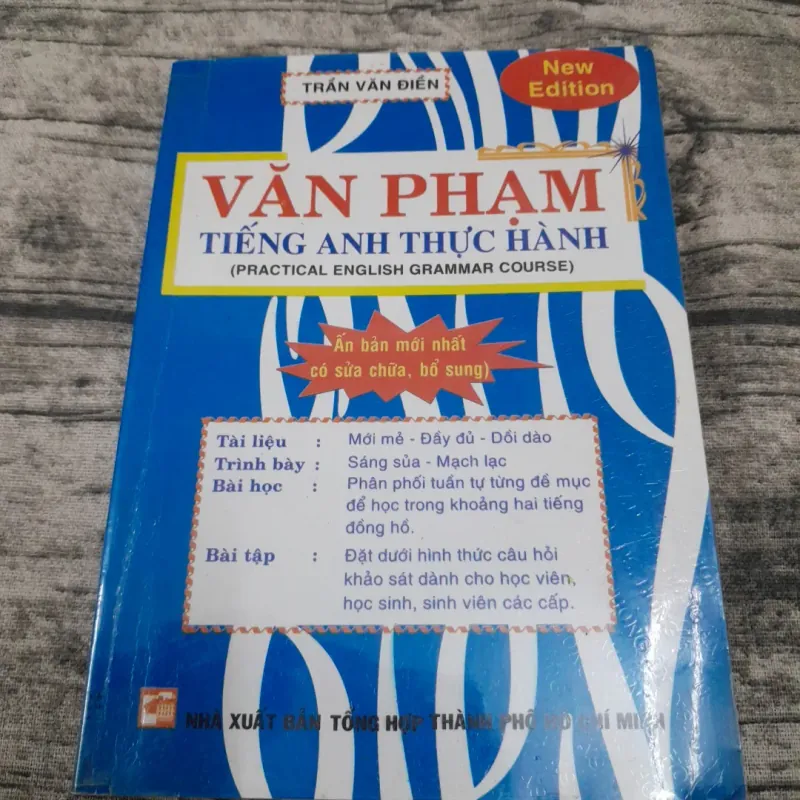 TRẦN VĂN ĐIỀN
New
Edition
VĂN PHẠM
TIẾNG ANH THỰC HÀNH
(PRACTICAL ENGLISH GRAMMAR COURSE)
Ấn bản mới nhất
có sửa chữa, bổ sung)
Tài liệu : Mới mẻ - Đầy đủ - Dồi dào
Trình bày : Sáng sủa - Mạch lạc
Bài học : Phân phối tuần tự từng đề mục
để học trong khoảng hai tiếng
đồng hồ.
Bài tập : Đặt dưới hình thức câu hỏi
khảo sát dành cho học viên,
học sinh, sinh viên các cấp.
NHÀ XUẤT BẢN TỔNG HỢP THÀNH PHỐ HỒ CHÍ MINH